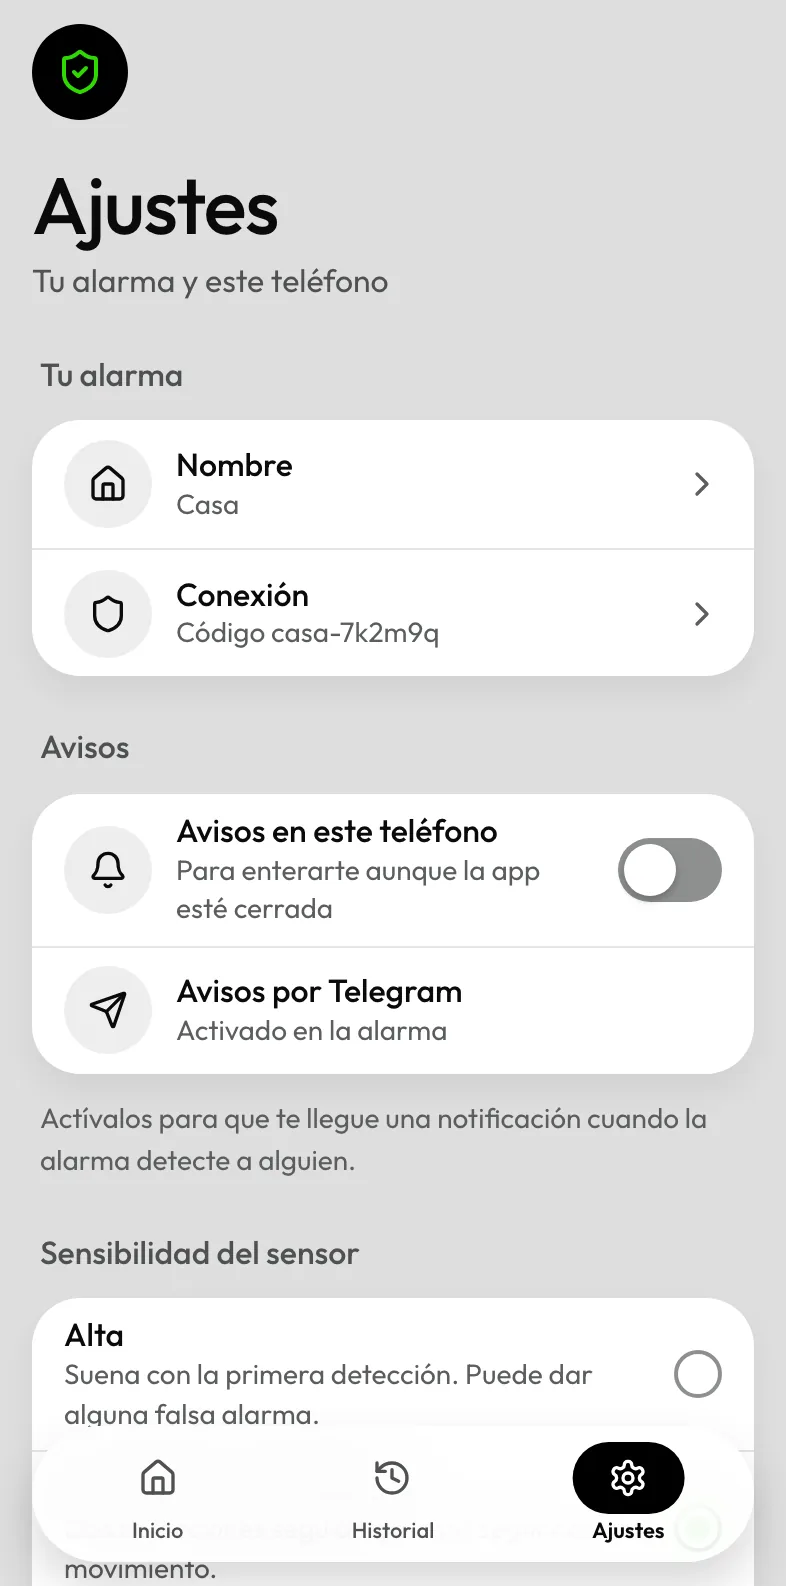 Ajustes
Tu alarma y este teléfono
Tu alarma
Nombre
Casa
Conexión
Código casa-7k2m9q
Avisos
Avisos en este teléfono
Para enterarte aunque la app
esté cerrada
Avisos por Telegram
Activado en la alarma
Actívalos para que te llegue una notificación cuando la
alarma detecte a alguien.
Sensibilidad del sensor
Alta
Suena con la primera detección. Puede dar
alguna falsa alarma.
Inicio
Historial
Ajustes
movimiento.